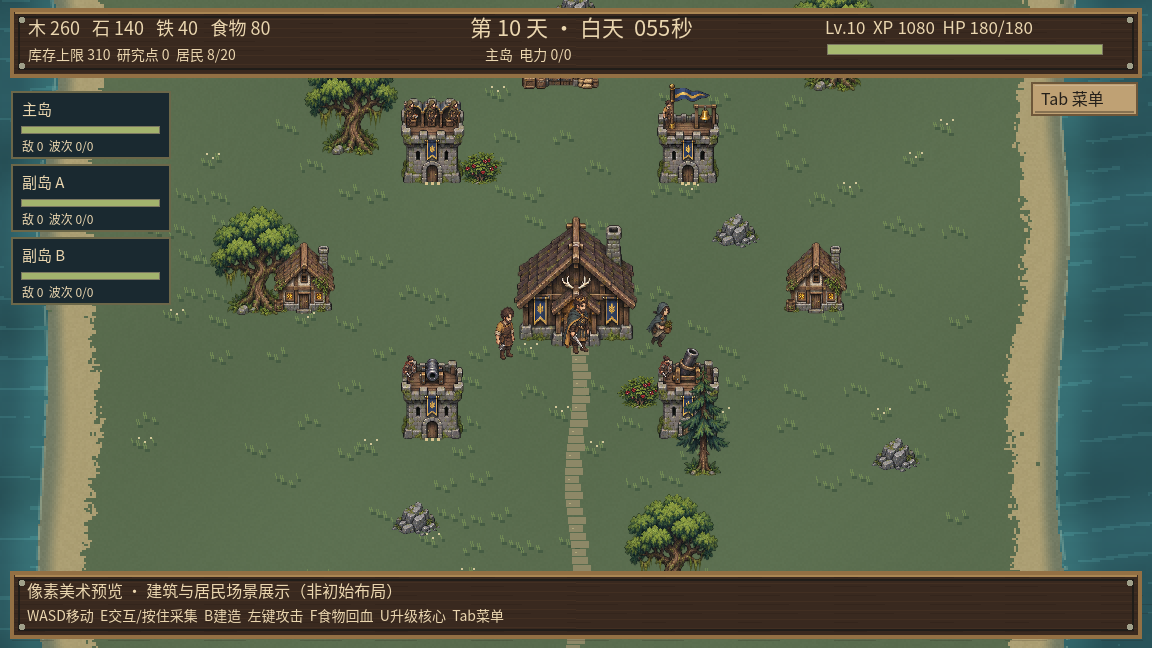 木 260 石 140 铁 40 食物 80
库存上限 310 研究点 0 居民 8/20
第 10 天 · 白天 055秒
主岛 电力 0/0
Lv.10 XP 1080 HP 180/180
Tab 菜单
主岛
敌 0 波次 0/0
副岛 A
敌 0 波次 0/0
副岛 B
敌 0 波次 0/0
像素美术预览 · 建筑与居民场景展示（非初始布局）
WASD移动 E交互/按住采集 B建造 左键攻击 F食物回血 U升级核心 Tab菜单